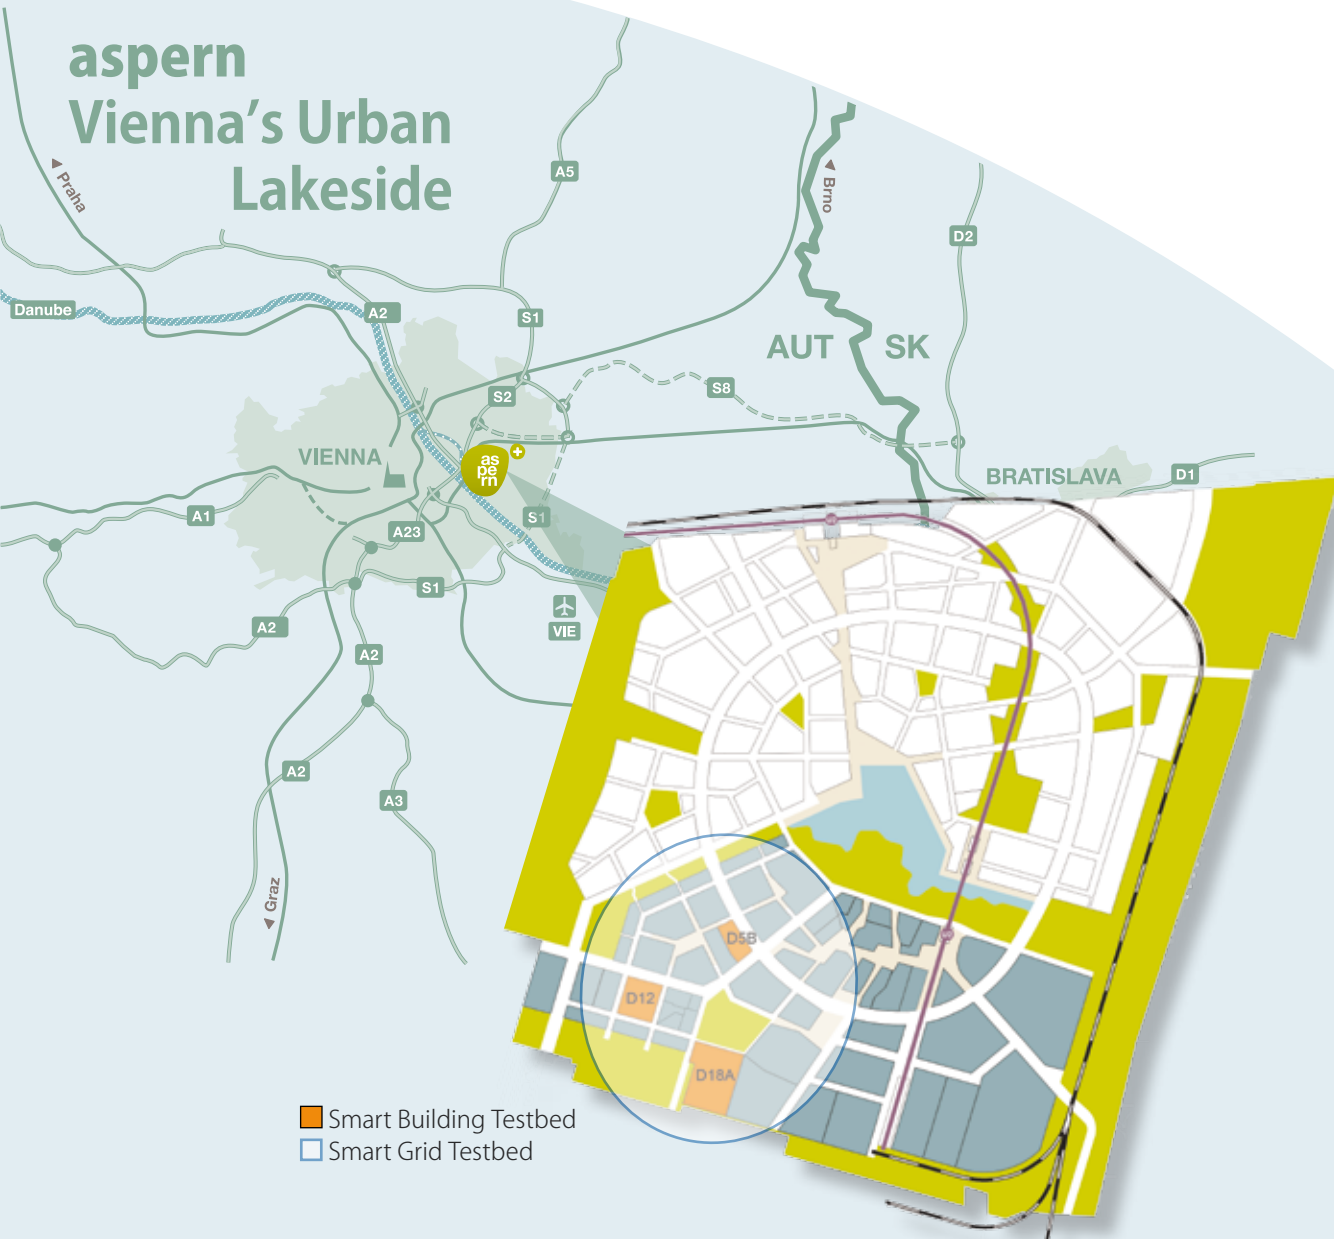 aspern
Vienna's Urban
Lakeside
Praha
A5
Brno
D2
Danube
A2
S1
AUT
SK
S8
S2
VIENNA
as
pe
rn
+
BRATISLAVA
D1
A1
S1
A23
S1
VIE
A2
A2
A2
A3
Graz
D5B
D12
D18A
Smart Building Testbed
Smart Grid Testbed